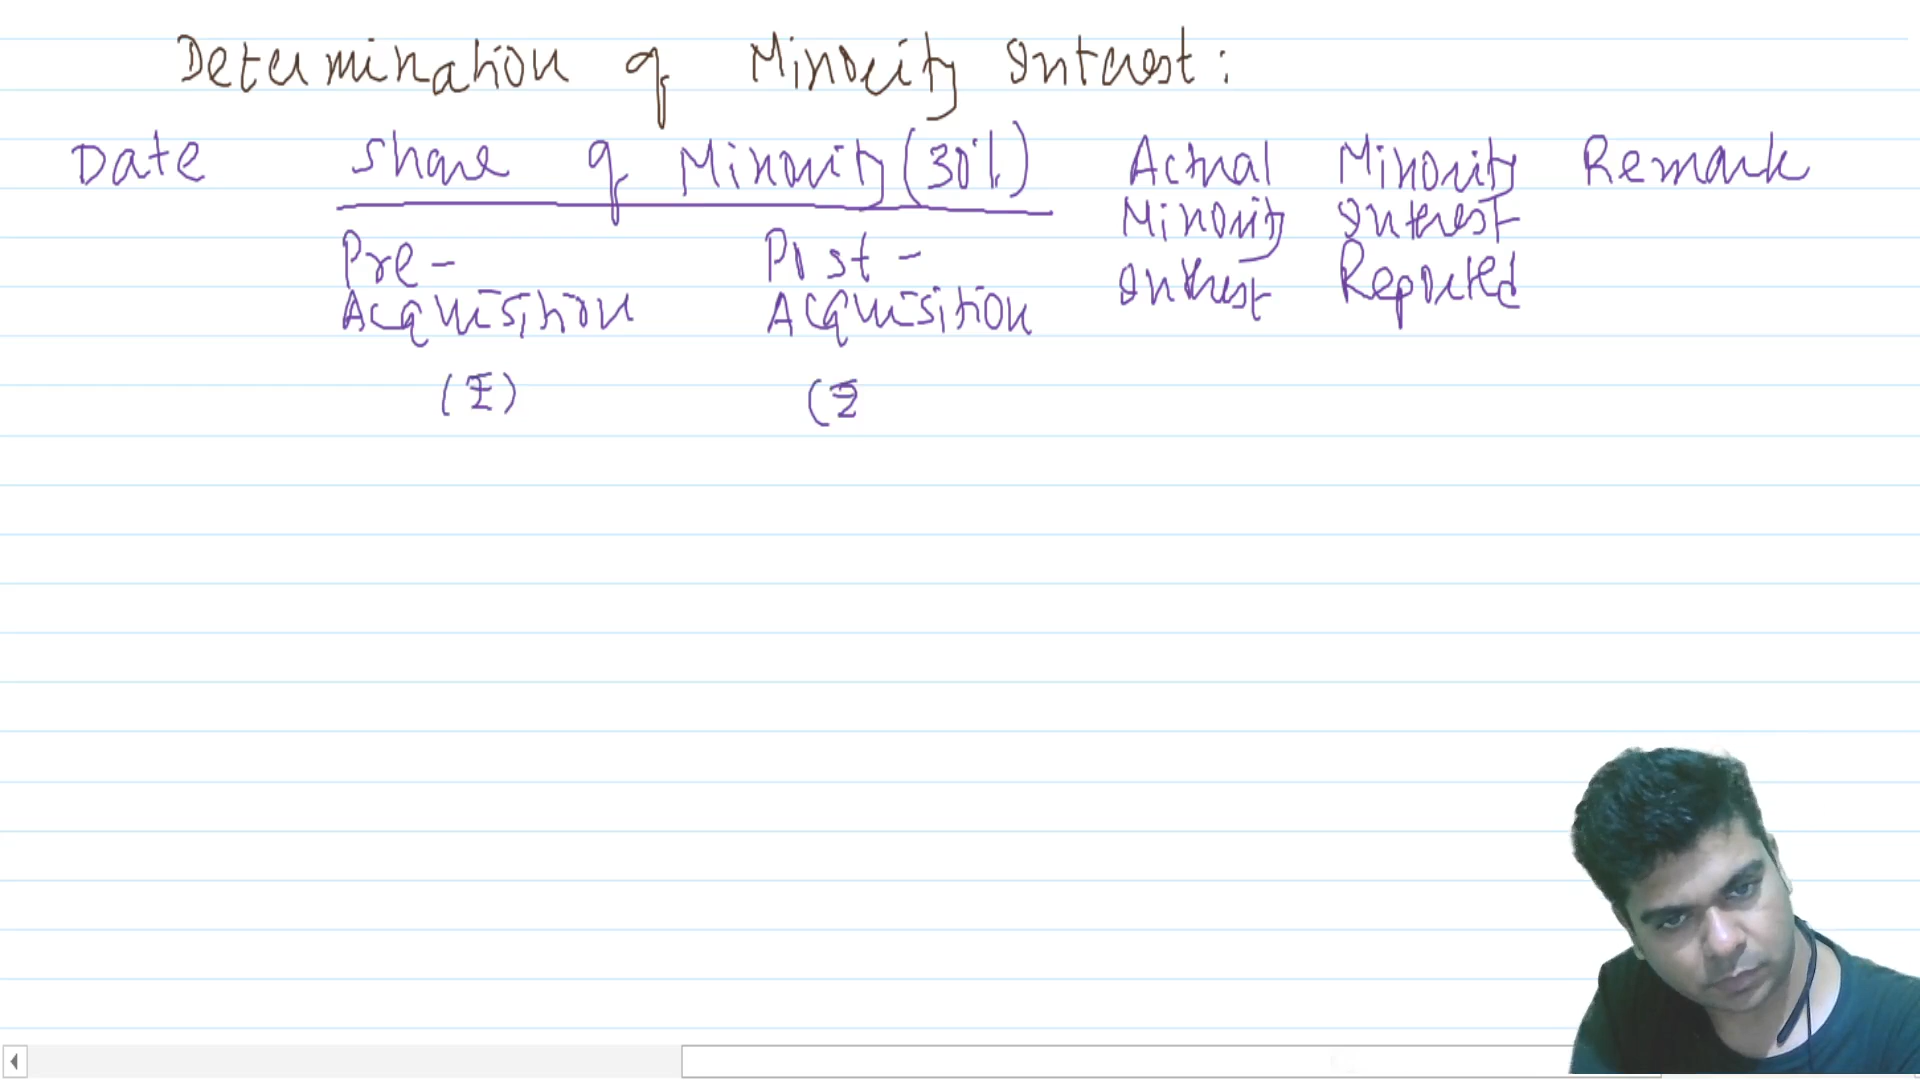 Determination of Minority Interest:
Date Share of Minority (30%) Actual Minority Interest Minority Interest Reported Remark
Pre-Acquisition Post-Acquisition
(₹) (₹